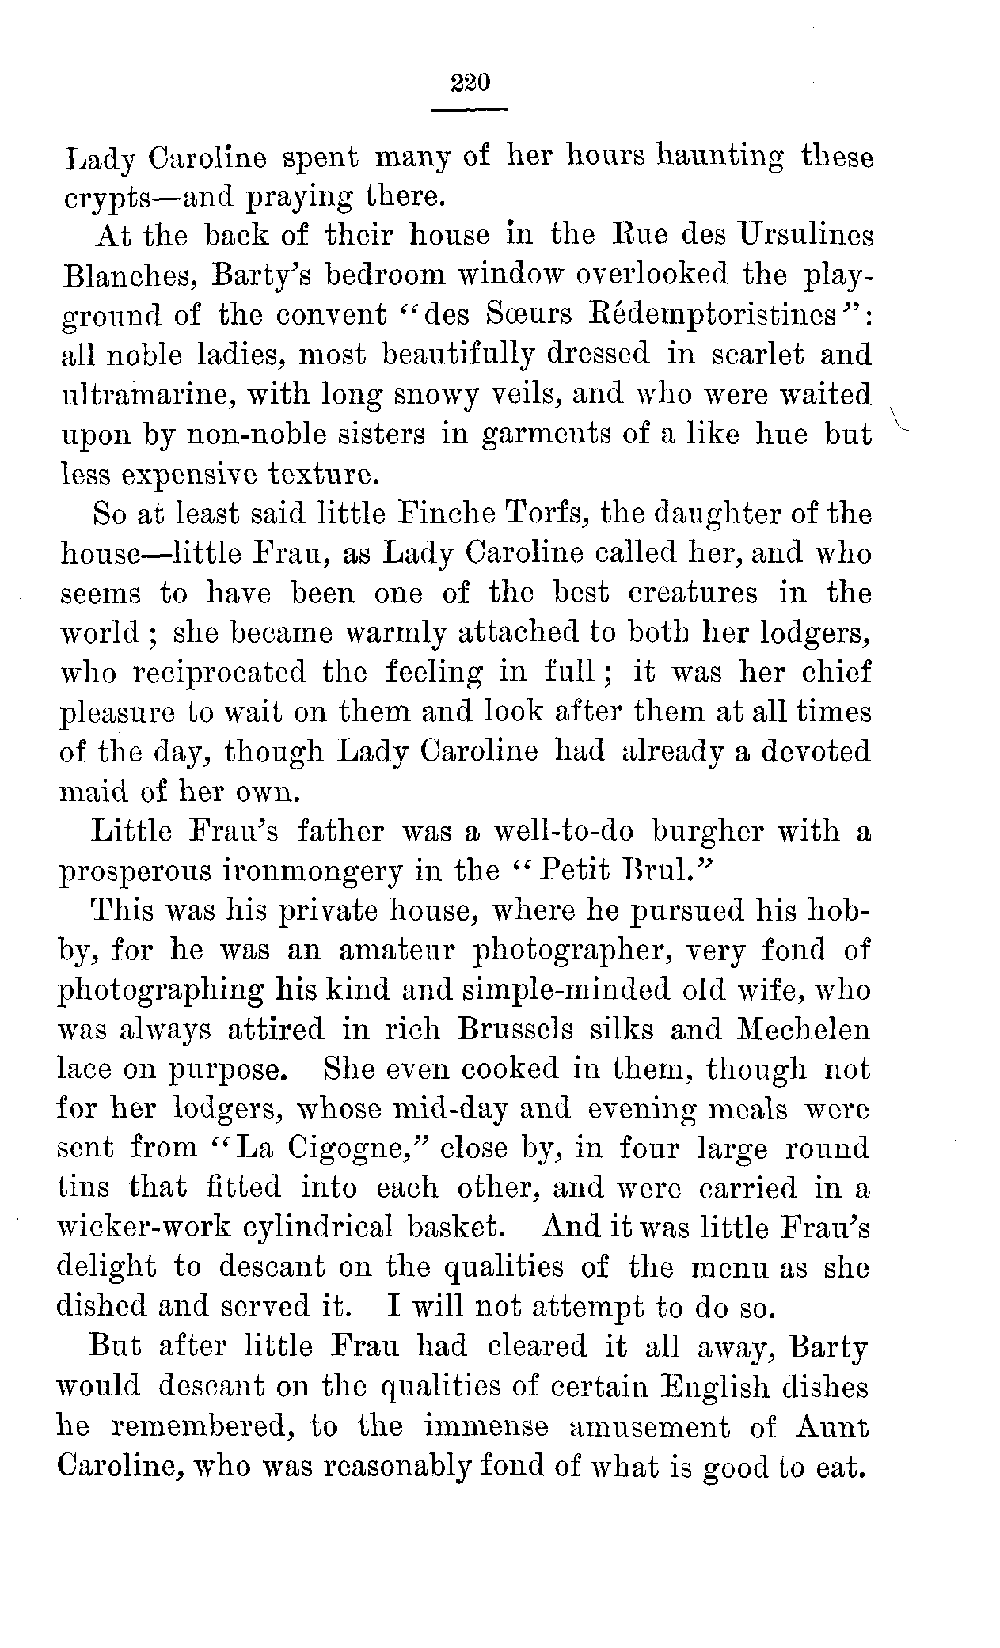 220
Lady Caroline spent many of her hours haunting these
crypts—and praying there.
At the back of their house in the Rue des Ursulines
Blanches, Barty's bedroom window overlooked the play-
ground of the convent "des Sœurs Rédemptoristines":
all noble ladies, most beautifully dressed in scarlet and
ultramarine, with long snowy veils, and who were waited
upon by non-noble sisters in garments of a like hue but
less expensive texture.
So at least said little Finche Torfs, the daughter of the
house—little Frau, as Lady Caroline called her, and who
seems to have been one of the best creatures in the
world; she became warmly attached to both her lodgers,
who reciprocated the feeling in full; it was her chief
pleasure to wait on them and look after them at all times
of the day, though Lady Caroline had already a devoted
maid of her own.
Little Frau's father was a well-to-do burgher with a
prosperous ironmongery in the "Petit Brul."
This was his private house, where he pursued his hob-
by, for he was an amateur photographer, very fond of
photographing his kind and simple-minded old wife, who
was always attired in rich Brussels silks and Mechelen
lace on purpose. She even cooked in them, though not
for her lodgers, whose mid-day and evening meals were
sent from "La Cigogne," close by, in four large round
tins that fitted into each other, and were carried in a
wicker-work cylindrical basket. And it was little Frau's
delight to descant on the qualities of the menu as she
dished and served it. I will not attempt to do so.
But after little Frau had cleared it all away, Barty
would descant on the qualities of certain English dishes
he remembered, to the immense amusement of Aunt
Caroline, who was reasonably fond of what is good to eat.